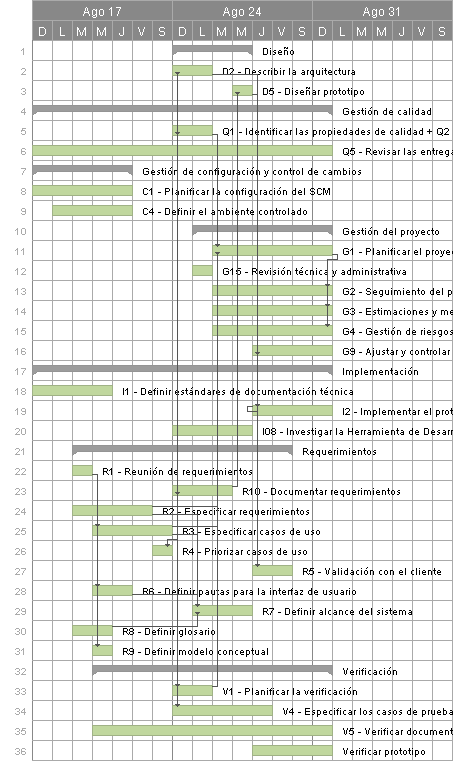 Ago 17 Ago 24 Ago 31
D L M M J V S D L M M J V S D L M M J V S
1 Diseño
2 D2 - Describir la arquitectura
3 D5 - Diseñar prototipo
4 Gestión de calidad
5 Q1 - Identificar las propiedades de calidad + Q2
6 Q5 - Revisar las entrega
7 Gestión de configuración y control de cambios
8 C1 - Planificar la configuración del SCM
9 C4 - Definir el ambiente controlado
10 Gestión del proyecto
11 G1 - Planificar el proye
12 G15 - Revisión técnica y administrativa
13 G2 - Seguimiento del p
14 G3 - Estimaciones y me
15 G4 - Gestión de riesgos
16 G9 - Ajustar y controlar
17 Implementación
18 I1 - Definir estándares de documentación técnica
19 I2 - Implementar el prot
20 I08 - Investigar la Herramienta de Desarr
21 Requerimientos
22 R1 - Reunión de requerimientos
23 R10 - Documentar requerimientos
24 R2 - Especificar requerimientos
25 R3 - Especificar casos de uso
26 R4 - Priorizar casos de uso
27 R5 - Validación con el cliente
28 R6 - Definir pautas para la interfaz de usuario
29 R7 - Definir alcance del sistema
30 R8 - Definir glosario
31 R9 - Definir modelo conceptual
32 Verificación
33 V1 - Planificar la verificación
34 V4 - Especificar los casos de prueba
35 V5 - Verificar document
36 Verificar prototipo